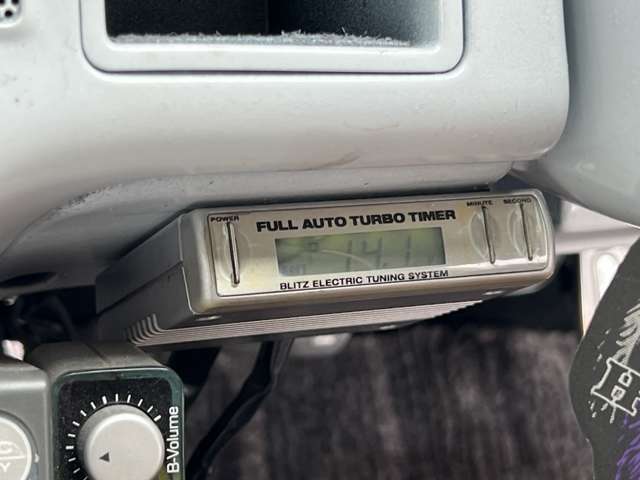 POWER
FULL AUTO TURBO TIMER
MINUTE
SECOND
BLITZ ELECTRIC TUNING SYSTEM
B-Volume
C
Y